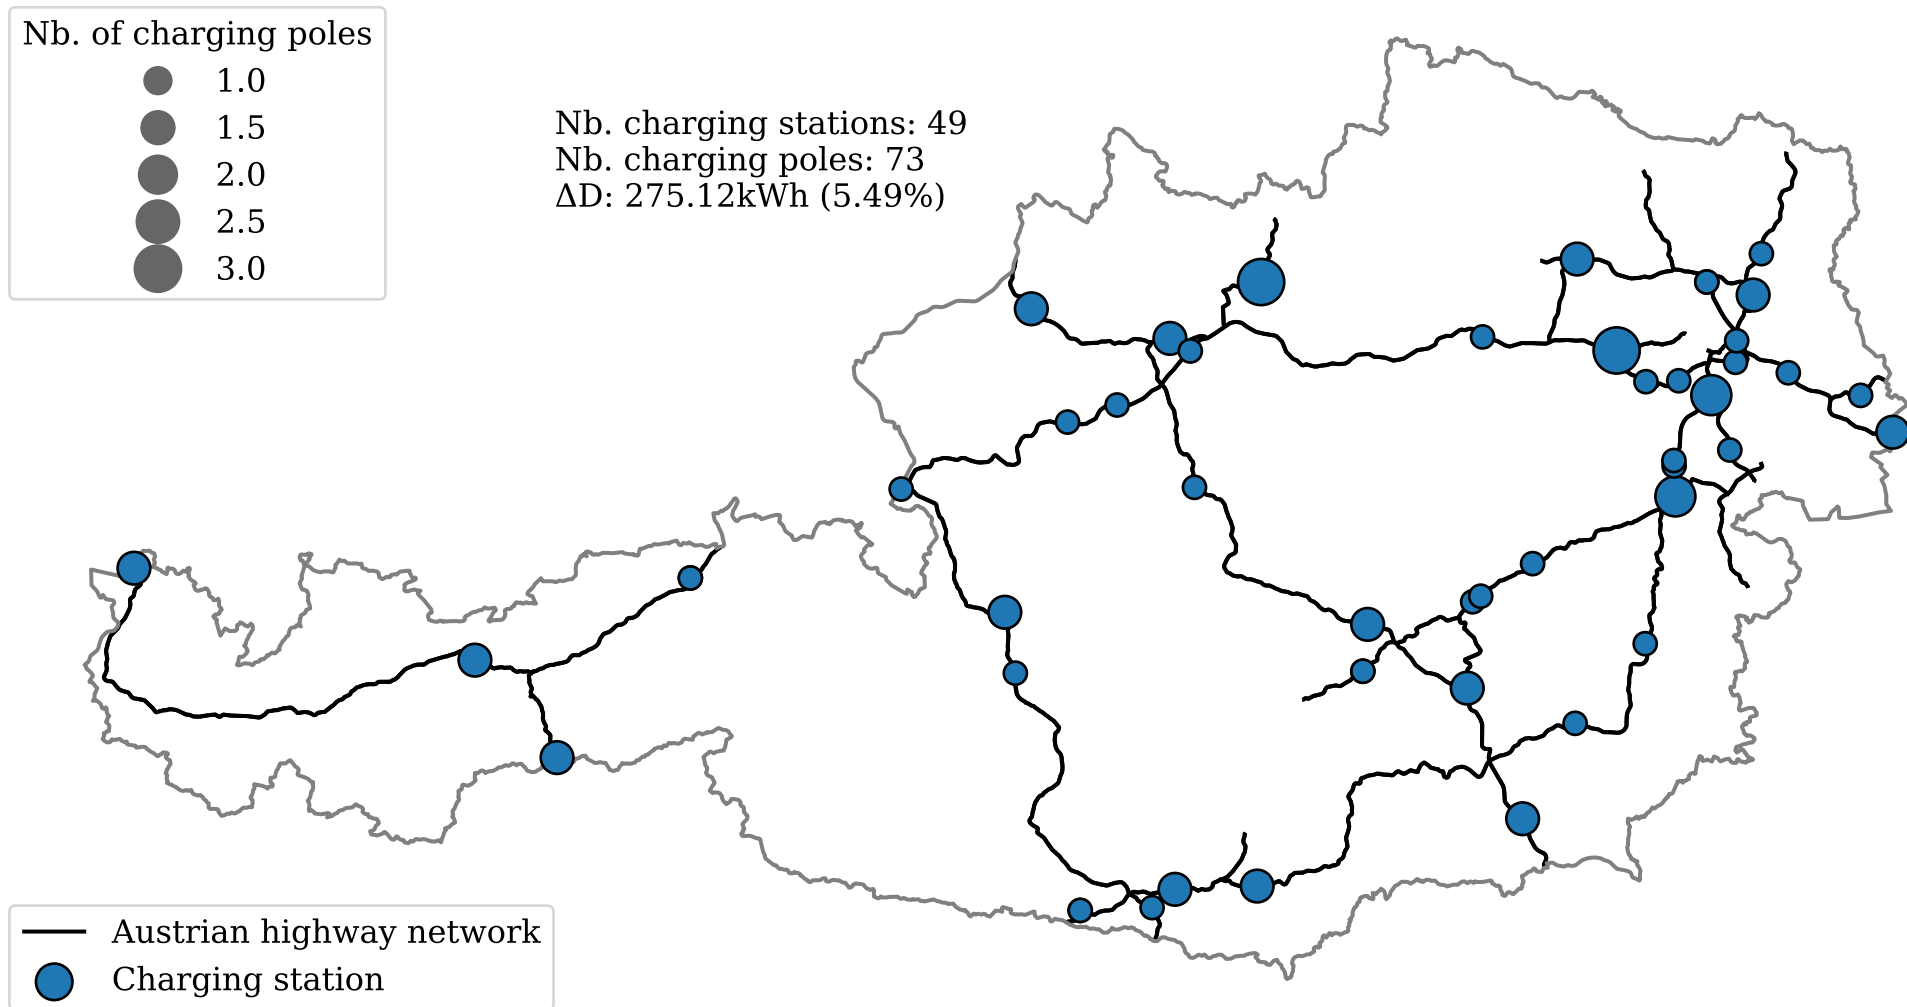 Nb. of charging poles
1.0
1.5
2.0
2.5
3.0
Nb. charging stations: 49
Nb. charging poles: 73
ΔD: 275.12kWh (5.49%)
Austrian highway network
Charging station